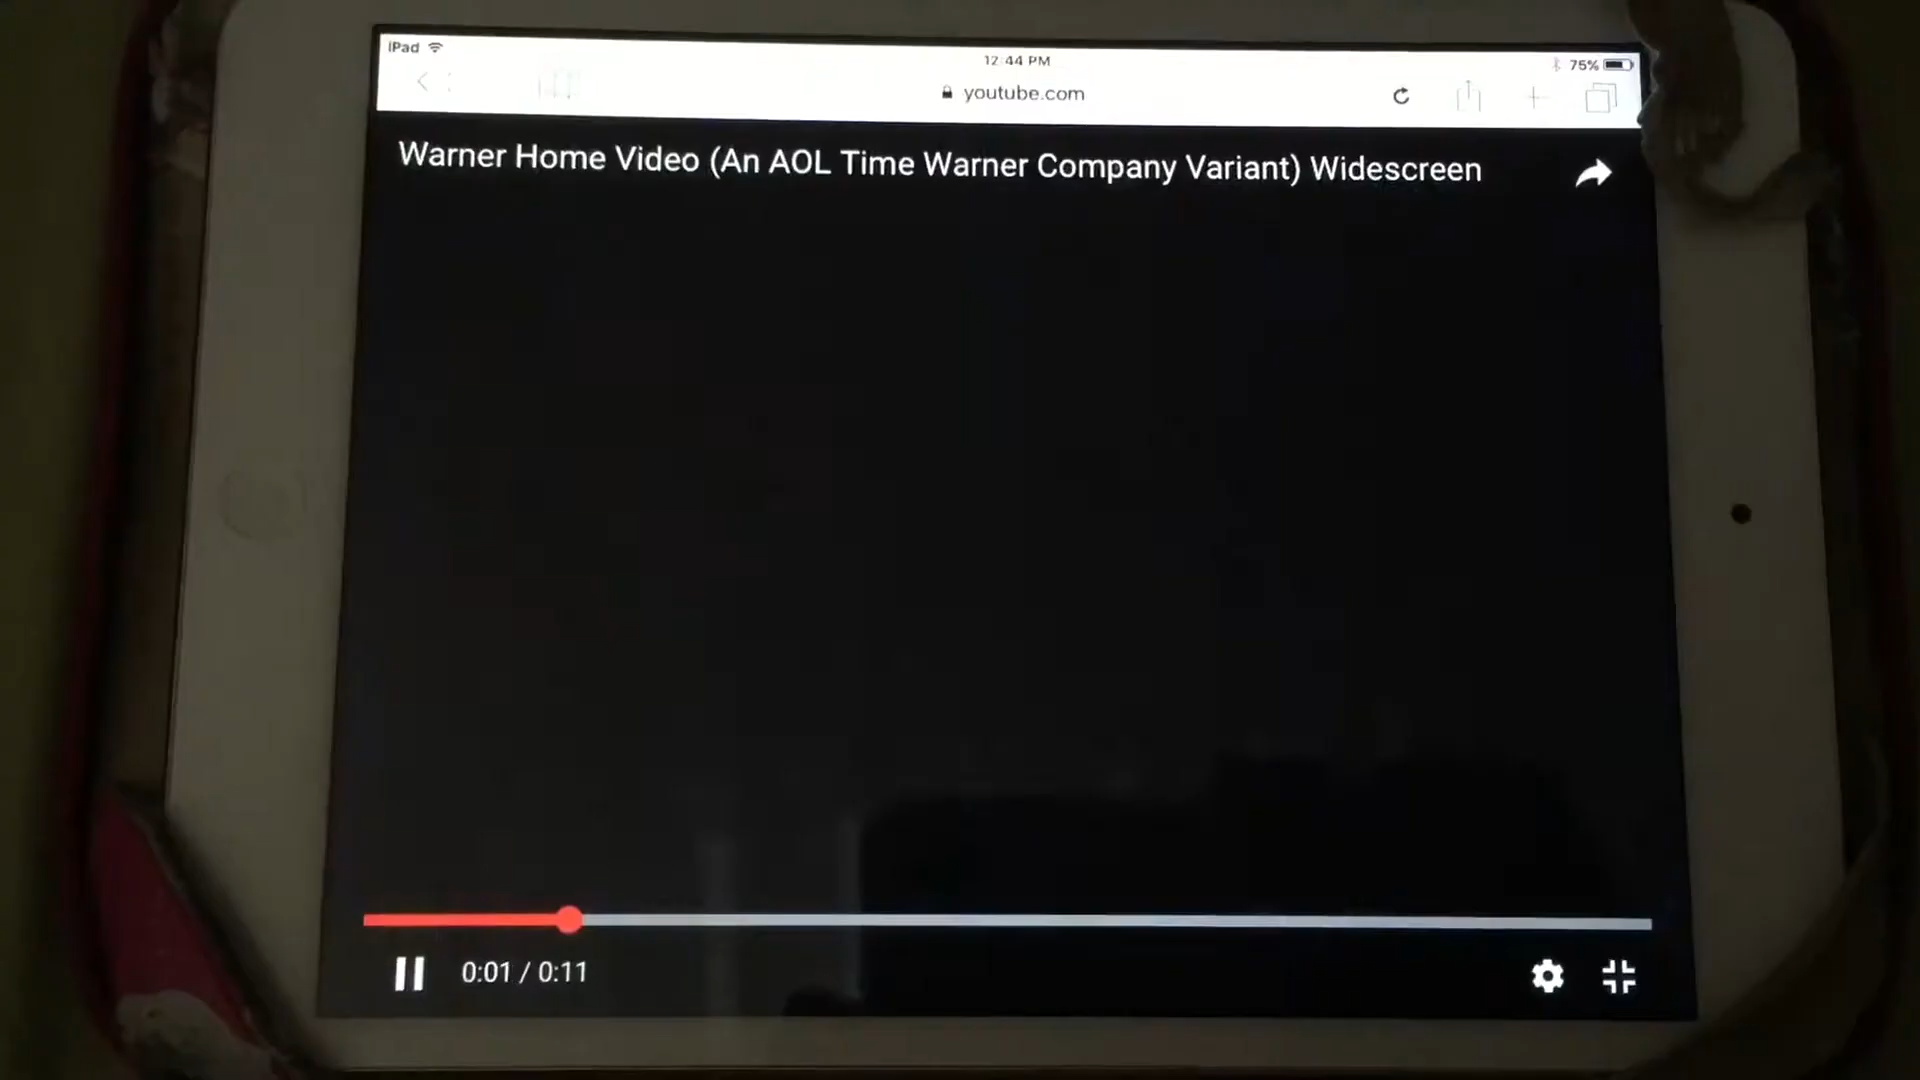 iPad
12:44 PM
75%
youtube.com
Warner Home Video (An AOL Time Warner Company Variant) Widescreen
0:01 / 0:11